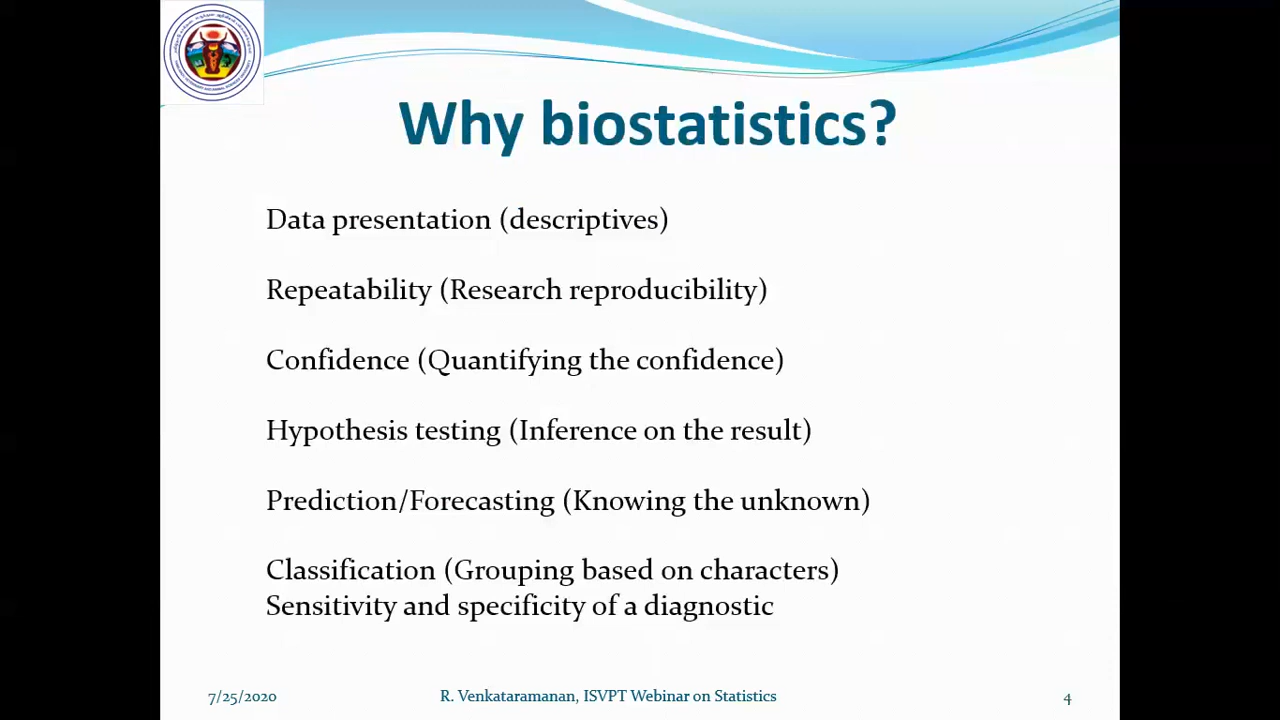 Why biostatistics?
Data presentation (descriptives)
Repeatability (Research reproducibility)
Confidence (Quantifying the confidence)
Hypothesis testing (Inference on the result)
Prediction/Forecasting (Knowing the unknown)
Classification (Grouping based on characters)
Sensitivity and specificity of a diagnostic
7/25/2020
R. Venkataramanan, ISVPT Webinar on Statistics
4